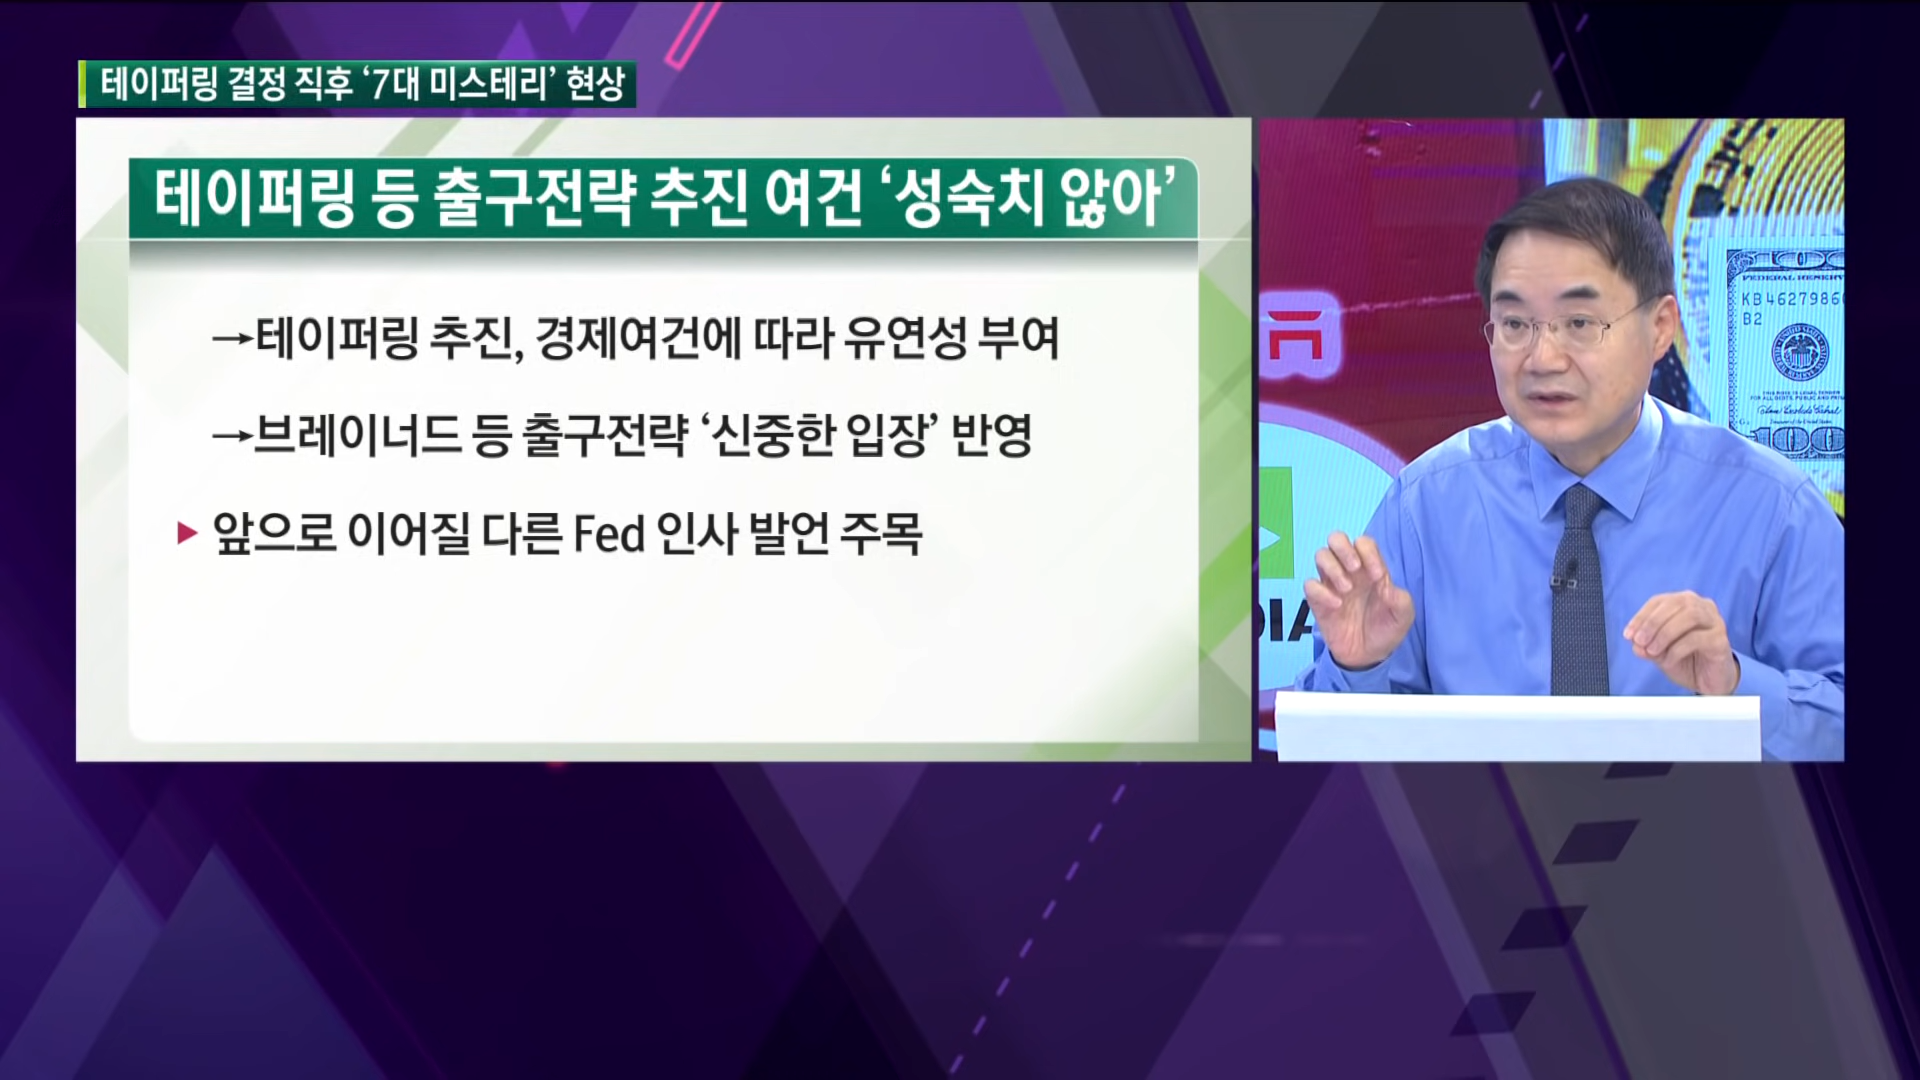 테이퍼링 결정 직후 ‘7대 미스테리’ 현상
테이퍼링 등 출구전략 추진 여건 ‘성숙치 않아’
→테이퍼링 추진, 경제여건에 따라 유연성 부여
→브레이너드 등 출구전략 ‘신중한 입장’ 반영
▶ 앞으로 이어질 다른 Fed 인사 발언 주목
KB 4627986
B2
100